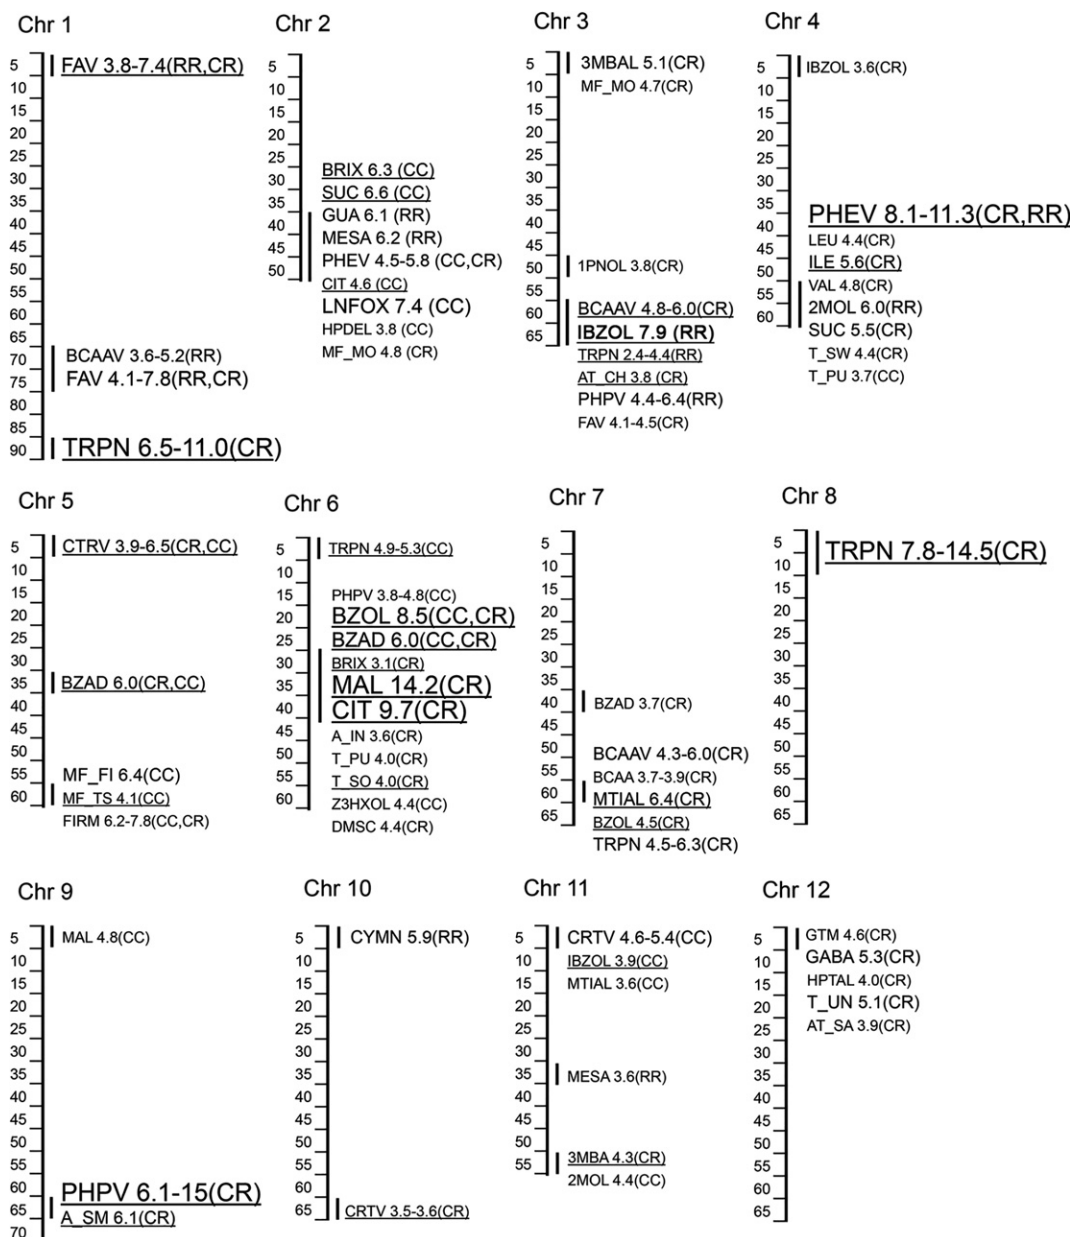 Chr 1
5
10
15
20
25
30
35
40
45
50
55
60
65
70
75
80
85
90
FAV 3.8-7.4(RR,CR)
BCAAV 3.6-5.2(RR)
FAV 4.1-7.8(RR,CR)
TRPN 6.5-11.0(CR)
Chr 2
5
10
15
20
25
30
35
40
45
50
BRIX 6.3 (CC)
SUC 6.6 (CC)
GUA 6.1 (RR)
MESA 6.2 (RR)
PHEV 4.5-5.8 (CC,CR)
CIT 4.6 (CC)
LNFOX 7.4 (CC)
HPDEL 3.8 (CC)
MF_MO 4.8 (CR)
Chr 3
5
10
15
20
25
30
35
40
45
50
55
60
65
3MBAL 5.1(CR)
MF_MO 4.7(CR)
1PNOL 3.8(CR)
BCAAV 4.8-6.0(CR)
IBZOL 7.9 (RR)
TRPN 2.4-4.4(RR)
AT_CH 3.8 (CR)
PHPV 4.4-6.4(RR)
FAV 4.1-4.5(CR)
Chr 4
5
10
15
20
25
30
35
40
45
50
55
60
IBZOL 3.6(CR)
PHEV 8.1-11.3(CR,RR)
LEU 4.4(CR)
ILE 5.6(CR)
VAL 4.8(CR)
2MOL 6.0(RR)
SUC 5.5(CR)
T_SW 4.4(CR)
T_PU 3.7(CC)
Chr 5
5
10
15
20
25
30
35
40
45
50
55
60
CTRV 3.9-6.5(CR,CC)
BZAD 6.0(CR,CC)
MF_FI 6.4(CC)
MF_TS 4.1(CC)
FIRM 6.2-7.8(CC,CR)
Chr 6
5
10
15
20
25
30
35
40
45
50
55
60
TRPN 4.9-5.3(CC)
PHPV 3.8-4.8(CC)
BZOL 8.5(CC,CR)
BZAD 6.0(CC,CR)
BRIX 3.1(CR)
MAL 14.2(CR)
CIT 9.7(CR)
A_IN 3.6(CR)
T_PU 4.0(CR)
T_SO 4.0(CR)
Z3HXOL 4.4(CC)
DMSC 4.4(CR)
Chr 7
5
10
15
20
25
30
35
40
45
50
55
60
65
BZAD 3.7(CR)
BCAAV 4.3-6.0(CR)
BCAA 3.7-3.9(CR)
MTIAL 6.4(CR)
BZOL 4.5(CR)
TRPN 4.5-6.3(CR)
Chr 8
5
10
15
20
25
30
35
40
45
50
55
60
65
TRPN 7.8-14.5(CR)
Chr 9
5
10
15
20
25
30
35
40
45
50
55
60
65
70
MAL 4.8(CC)
PHPV 6.1-15(CR)
A_SM 6.1(CR)
Chr 10
5
10
15
20
25
30
35
40
45
50
55
60
65
CYMN 5.9(RR)
CRTV 3.5-3.6(CR)
Chr 11
5
10
15
20
25
30
35
40
45
50
55
CRTV 4.6-5.4(CC)
IBZOL 3.9(CC)
MTIAL 3.6(CC)
MESA 3.6(RR)
3MBA 4.3(CR)
2MOL 4.4(CC)
Chr 12
5
10
15
20
25
30
35
40
45
50
55
60
65
GTM 4.6(CR)
GABA 5.3(CR)
HPTAL 4.0(CR)
T_UN 5.1(CR)
AT_SA 3.9(CR)